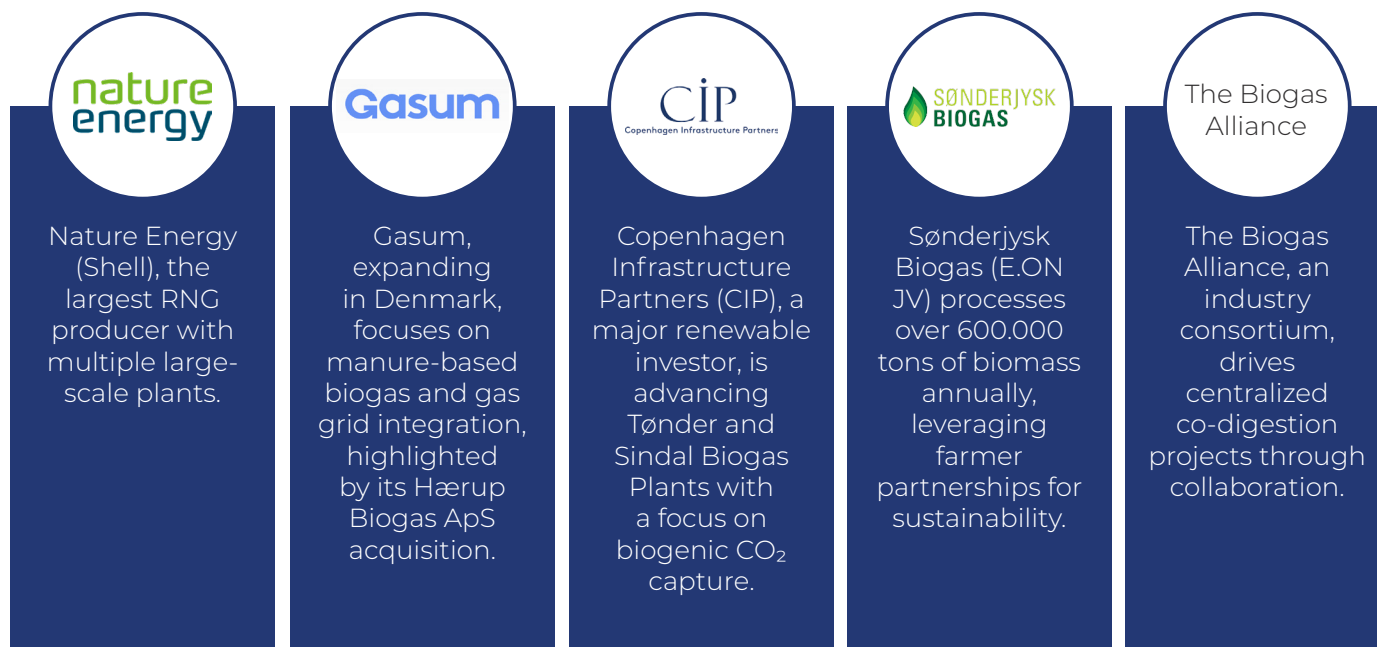 nature
energy
Nature Energy
(Shell), the
largest RNG
producer with
multiple large-
scale plants.
Gasum
Gasum,
expanding
in Denmark,
focuses on
manure-based
biogas and gas
grid integration,
highlighted
by its Hærup
Biogas ApS
acquisition.
CIP
Copenhagen Infrastructure Partners
Copenhagen
Infrastructure
Partners (CIP), a
major renewable
investor, is
advancing
Tønder and
Sindal Biogas
Plants with
a focus on
biogenic CO₂
capture.
SØNDERJYSK
BIOGAS
Sønderjysk
Biogas (E.ON
JV) processes
over 600.000
tons of biomass
annually,
leveraging
farmer
partnerships for
sustainability.
The Biogas
Alliance
The Biogas
Alliance, an
industry
consortium,
drives
centralized
co-digestion
projects through
collaboration.